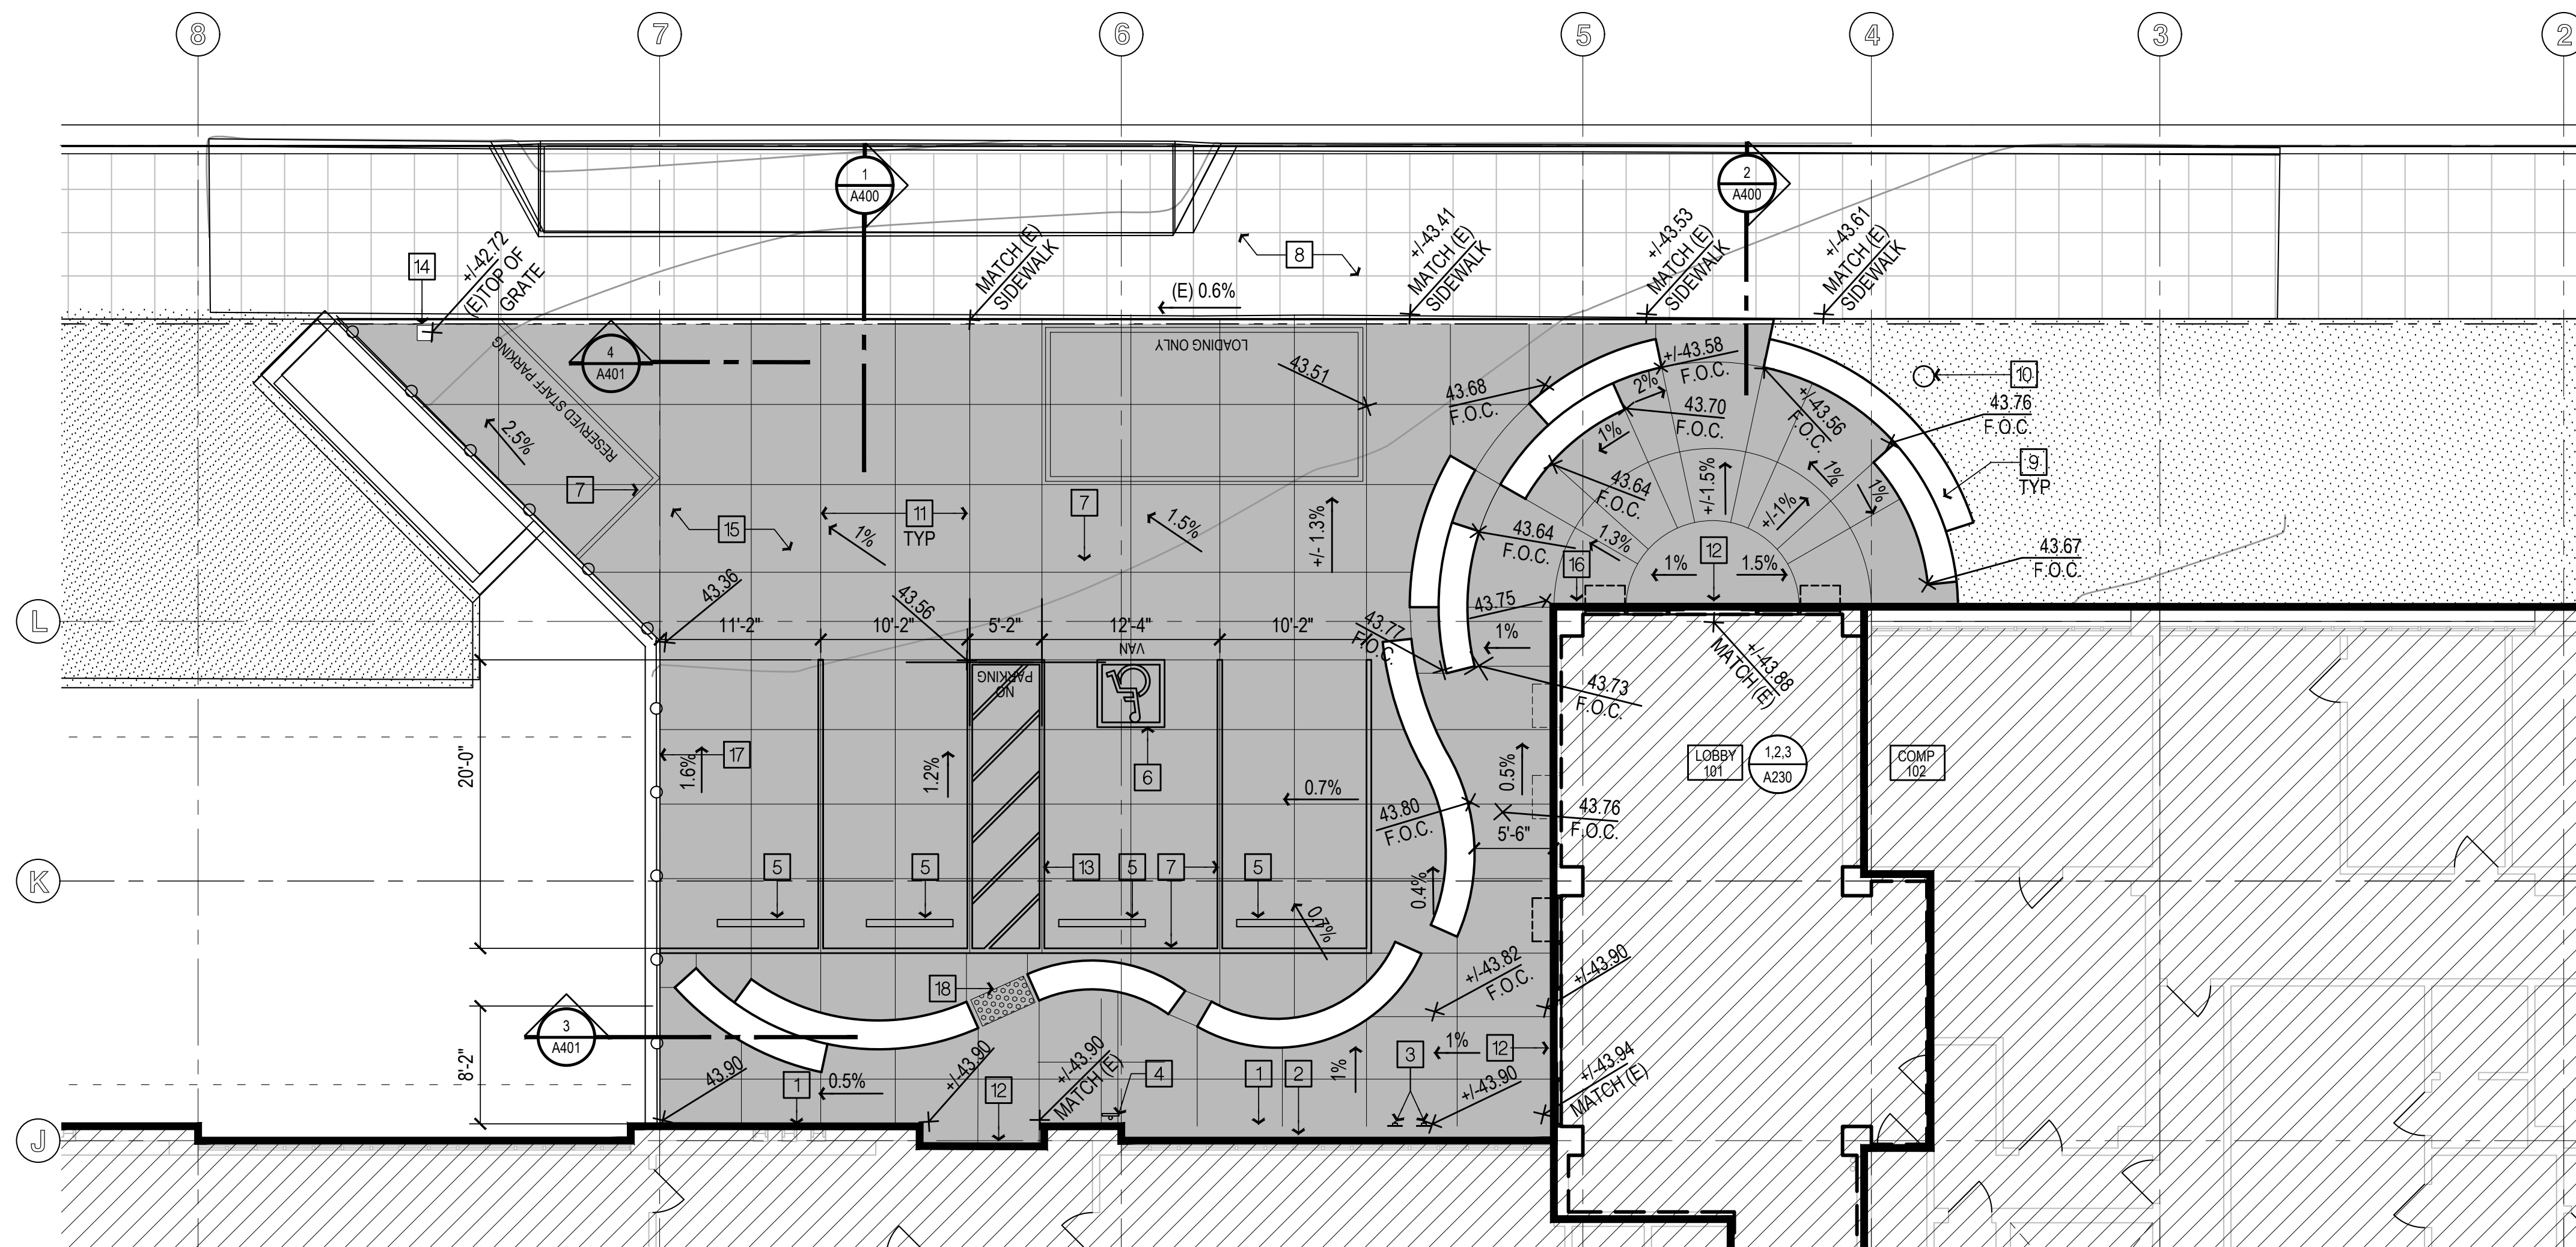 8
7
6
5
4
3
2
1
A400
2
A400
14
+/-42.72
(E)TOP OF
GRATE
MATCH (E)
SIDEWALK
(E) 0.6%
8
+/-43.41
MATCH (E)
SIDEWALK
+/-43.53
MATCH (E)
SIDEWALK
+/-43.61
MATCH (E)
SIDEWALK
4
A401
RESERVED STAFF PARKING
2.5%
7
LOADING ONLY
43.51
43.68
F.O.C.
+/-43.58
F.O.C.
2%
43.70
F.O.C.
1%
+/-43.56
F.O.C.
10
43.76
F.O.C.
9
TYP
15
11
TYP
1%
7
1.5%
+/- 1.3%
43.64
F.O.C.
43.64
F.O.C.
1.3%
+/-1.5%
+/-1%
1%
1%
16
12
1%
1.5%
43.67
F.O.C.
L
43.36
43.56
11'-2"
10'-2"
5'-2"
12'-4"
10'-2"
43.77
F.O.C.
43.75
1%
43.73
F.O.C.
+/-43.88
MATCH (E)
VAN
NO
PARKING
20'-0"
1.6%
17
1.2%
6
0.7%
0.5%
43.80
F.O.C.
43.76
F.O.C.
5'-6"
LOBBY
101
1,2,3
A230
COMP
102
K
5
5
13
5
7
5
0.4%
0.7%
18
+/-43.82
F.O.C.
+/-43.90
3
A401
8'-2"
43.90
1
0.5%
+/-43.90
12
+/-43.90
MATCH (E)
4
1
2
1%
3
1%
12
+/-43.90
+/-43.94
MATCH (E)
J